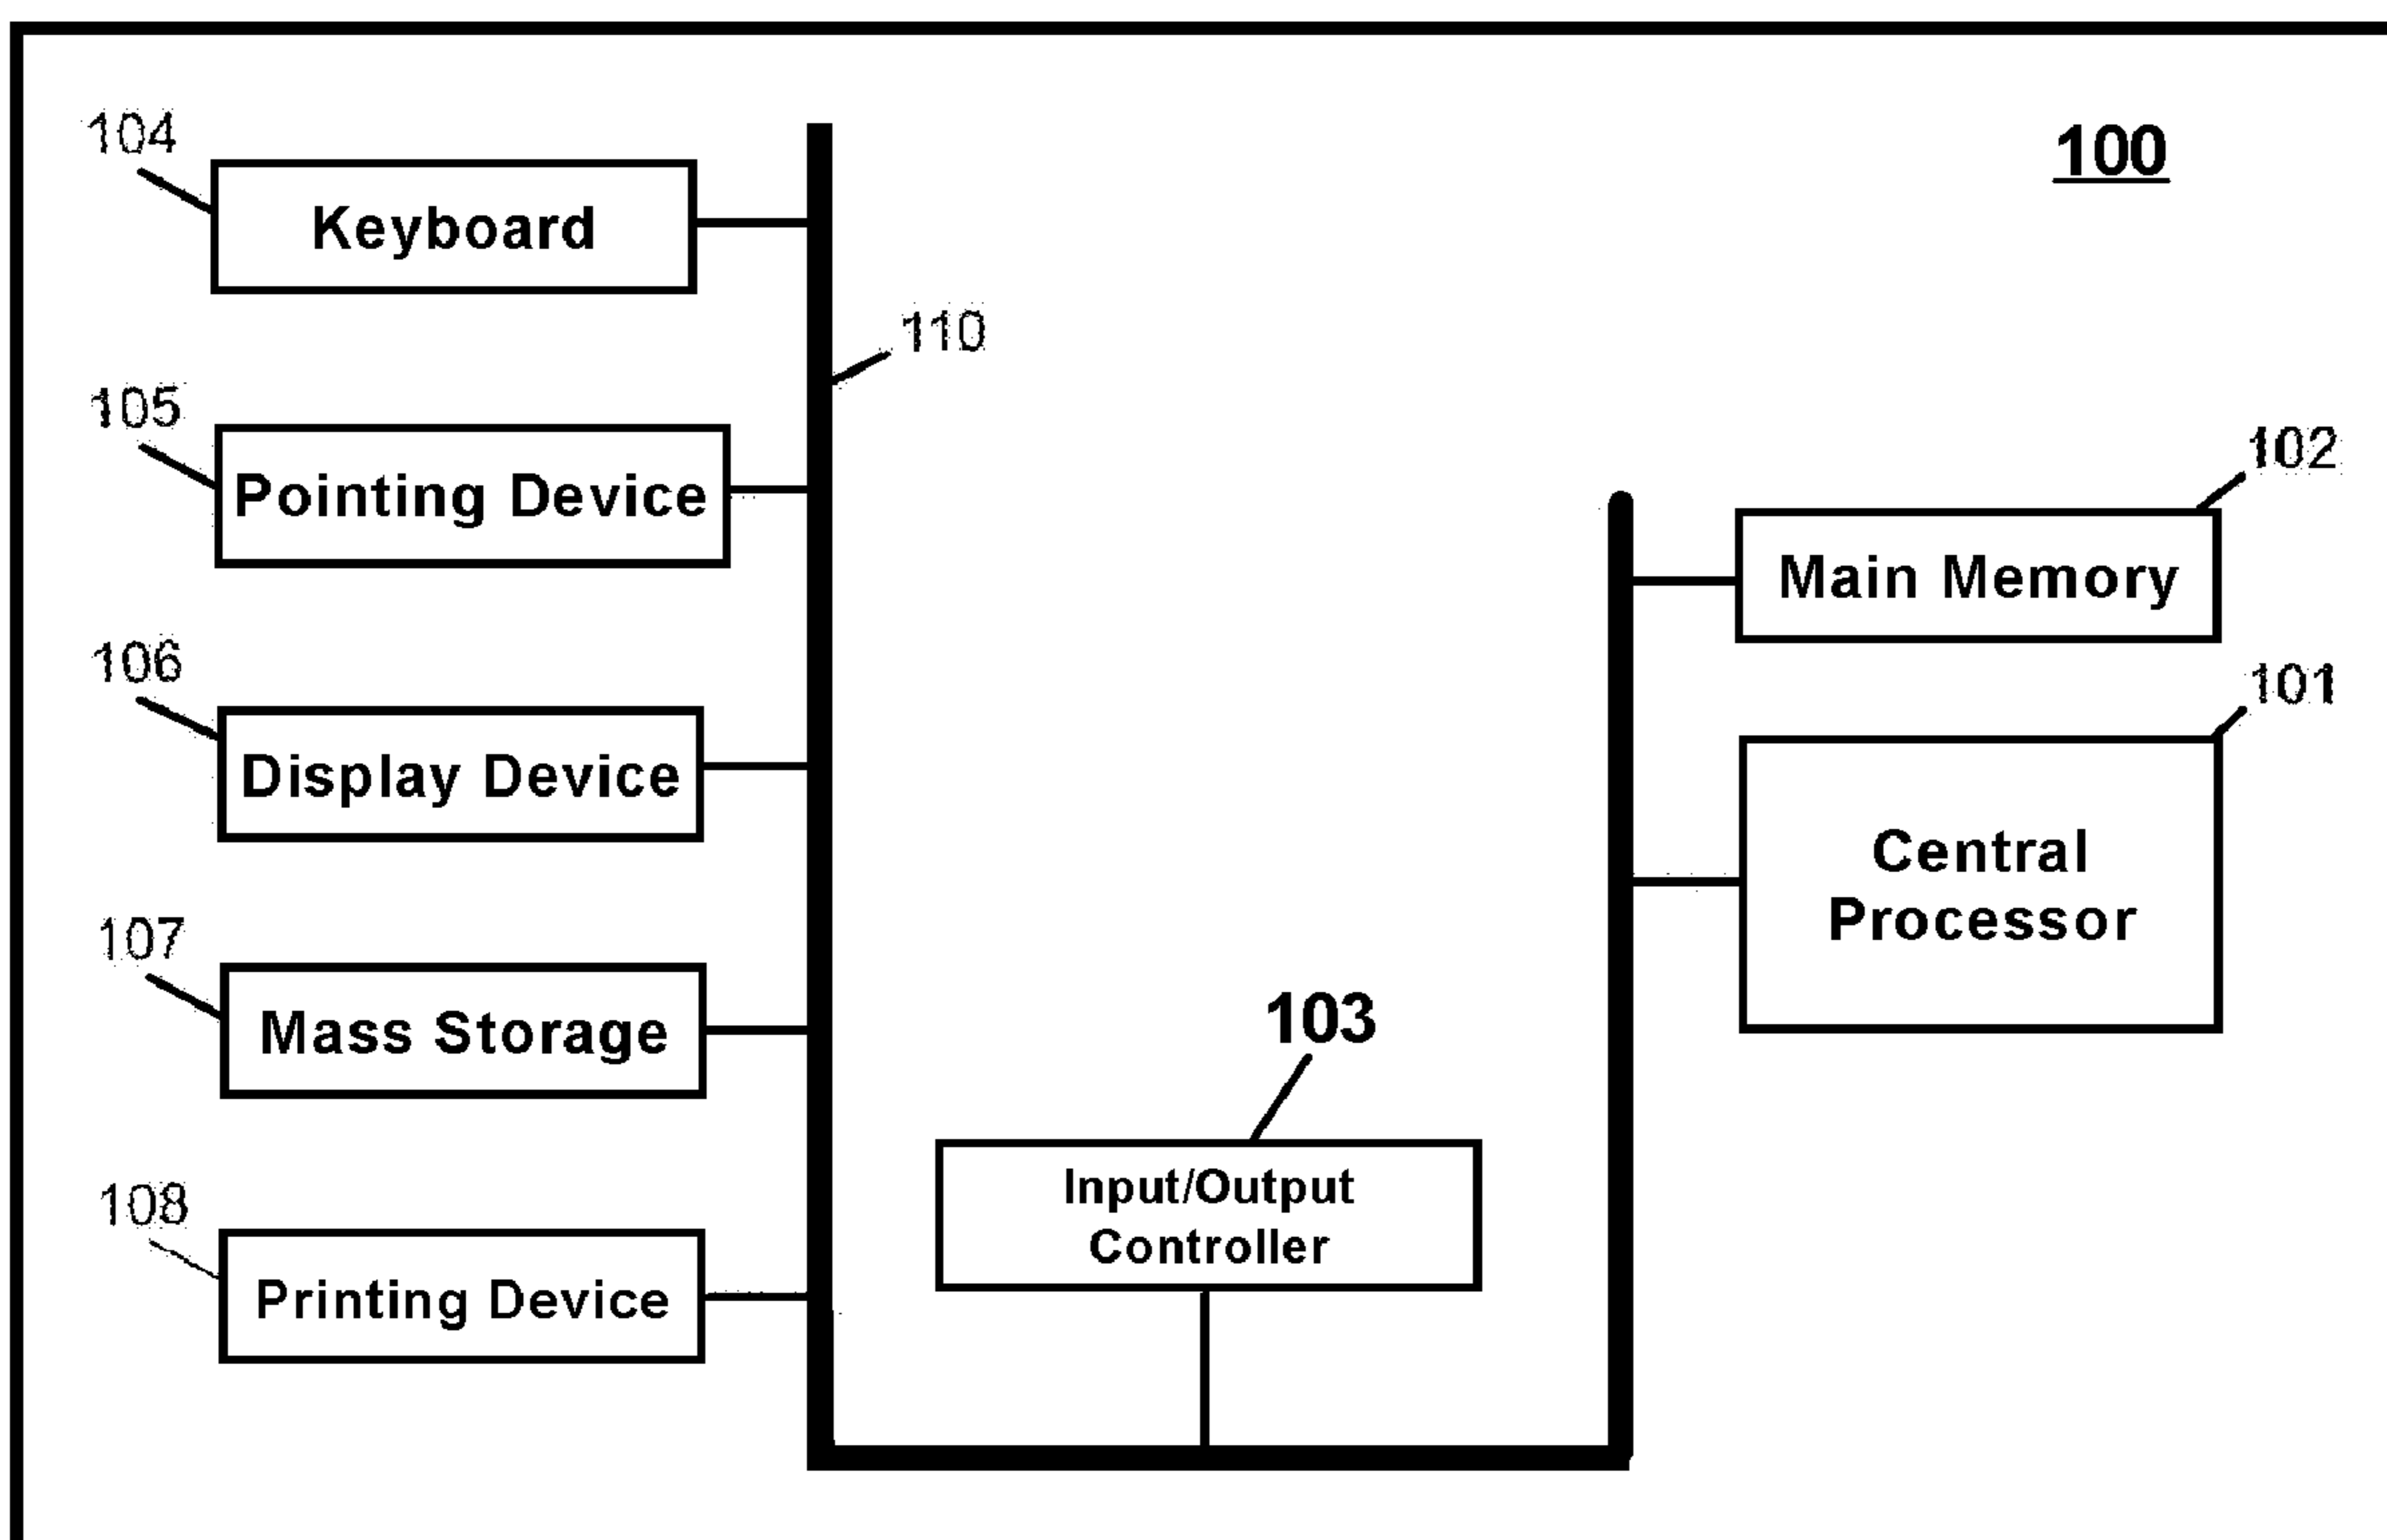 100
104
Keyboard
110
105
Pointing Device
102
Main Memory
106
Display Device
101
Central
Processor
107
Mass Storage
103
Input/Output
Controller
108
Printing Device